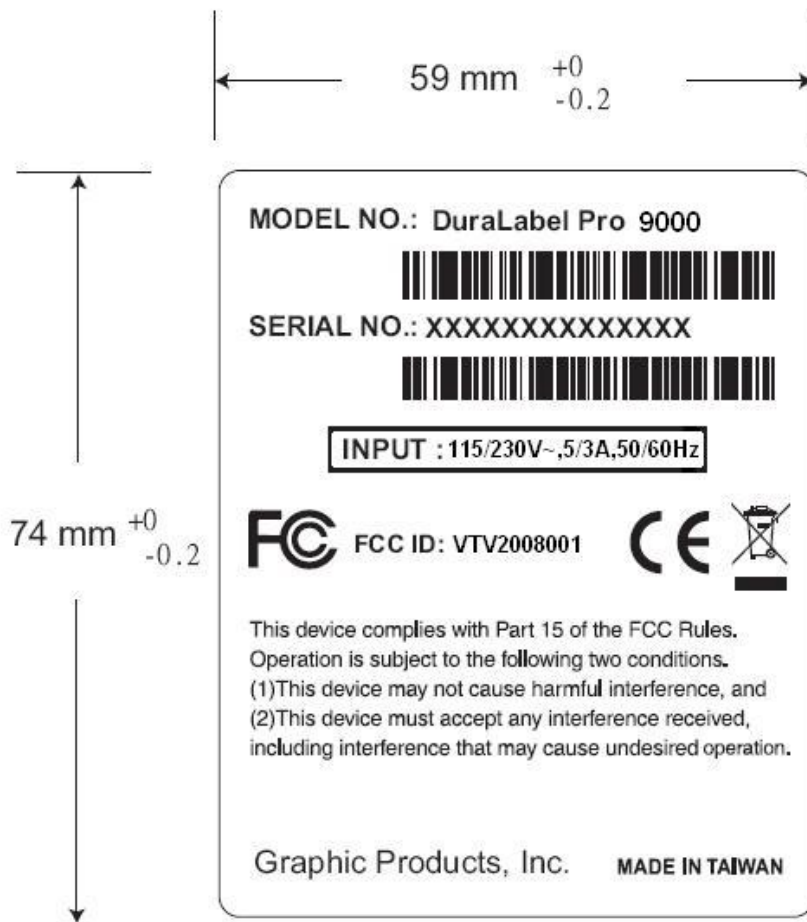 59 mm +0 -0.2
MODEL NO.: DuraLabel Pro 9000
SERIAL NO.: XXXXXXXXXXXXXX
INPUT : 115/230V~,5/3A,50/60Hz
74 mm +0 -0.2
FC FCC ID: VTV2008001 CE
This device complies with Part 15 of the FCC Rules.
Operation is subject to the following two conditions.
(1)This device may not cause harmful interference, and
(2)This device must accept any interference received,
including interference that may cause undesired operation.
Graphic Products, Inc. MADE IN TAIWAN